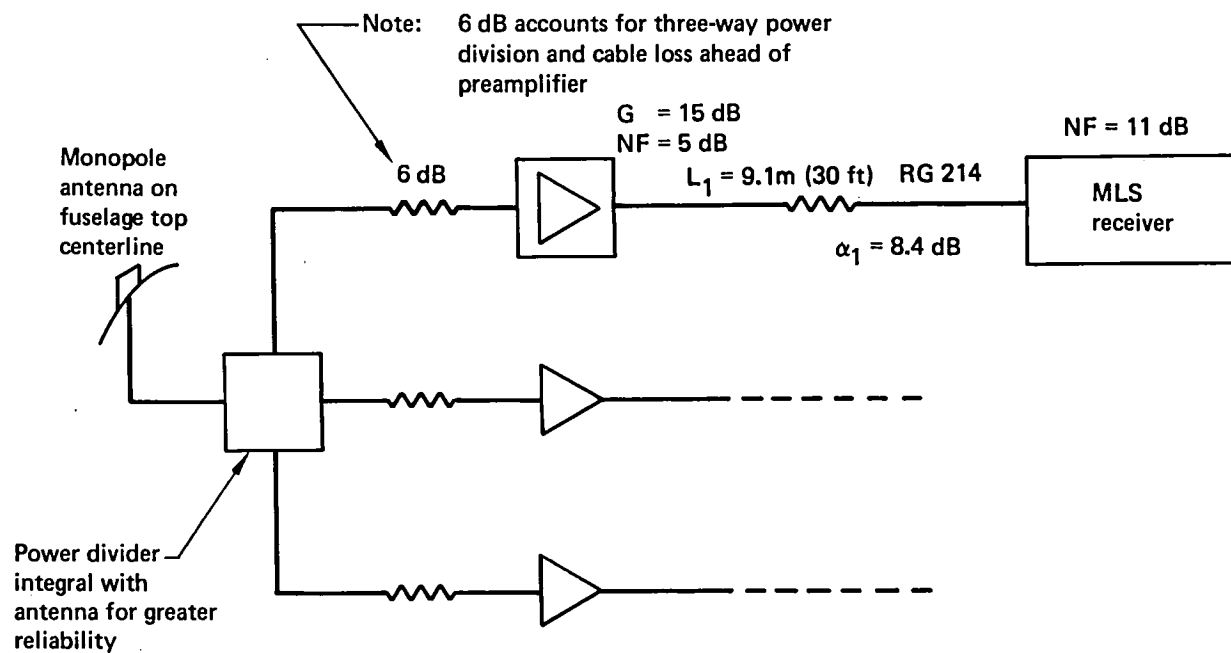 Note: 6 dB accounts for three-way power
division and cable loss ahead of
preamplifier
G = 15 dB
NF = 5 dB
NF = 11 dB
Monopole
antenna on
fuselage top
centerline
6 dB
L₁ = 9.1m (30 ft) RG 214
α₁ = 8.4 dB
MLS
receiver
Power divider
integral with
antenna for greater
reliability